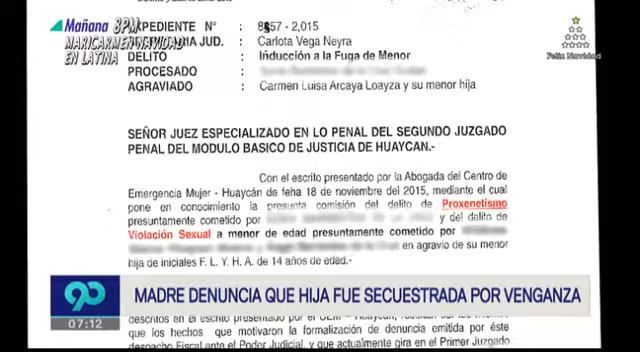 Mañana 8PM
MARICARMEN NAVIDAD
EN LATINA
Feliz Navidad
EXPEDIENTE N° : 8657 - 2,015
JUD. : Carlota Vega Neyra
DELITO : Inducción a la Fuga de Menor
PROCESADO :
AGRAVIADO : Carmen Luisa Arcaya Loayza y su menor hija
SEÑOR JUEZ ESPECIALIZADO EN LO PENAL DEL SEGUNDO JUZGADO
PENAL DEL MODULO BASICO DE JUSTICIA DE HUAYCAN.-
Con el escrito presentado por la Abogada del Centro de
Emergencia Mujer - Huaycán de feha 18 de noviembre del 2015, mediante el cual
pone en conocimiento la presunta comisión del delito de Proxenetismo
presuntamente cometido por y del delito de
Violación Sexual a menor de edad presuntamente cometido por
en agravio de su menor
hija de iniciales F. L. Y. H. A. de 14 años de edad.-
90
07:12
MADRE DENUNCIA QUE HIJA FUE SECUESTRADA POR VENGANZA
que los hechos que motivaron la formalización de denuncia emitida por éste
despacho Fiscal ante el Poder Judicial, y que actualmente gira en el Primer Juzgado